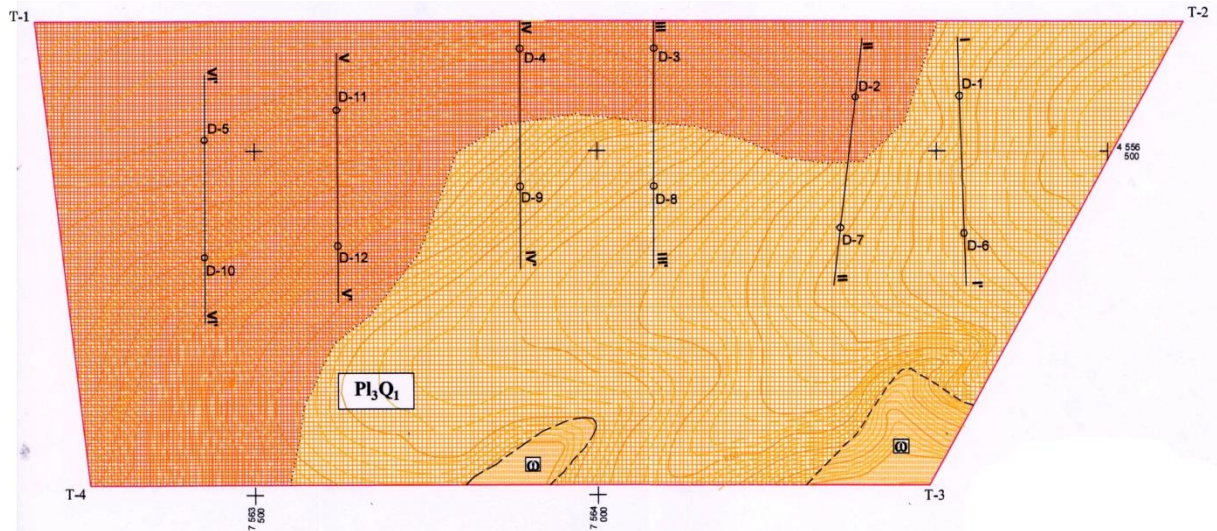 T-1
T-2
IV
III
I
D-4
D-3
II
V
VI'
D-11
D-2
D-1
D-5
4 556
500
D-9
D-8
D-7
D-6
D-12
D-10
IV'
III'
II
I'
V'
VI'
Pl₃Q₁
ω
ω
T-4
T-3
7 563
500
7 564
000